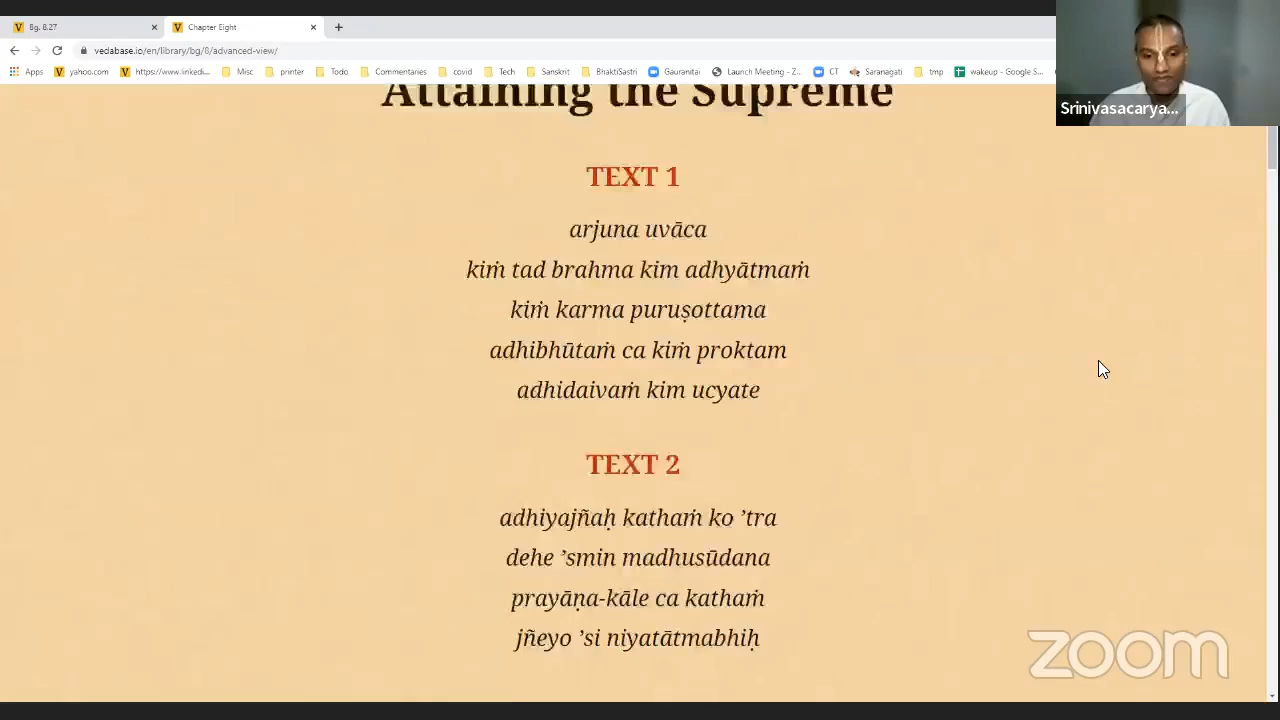 Bg. 8.27
Chapter Eight
vedabase.io/en/library/bg/8/advanced-view/
Apps yahoo.com https://www.linkedi... Misc printer Todo Commentaries covid Tech Sanskrit BhaktiSastri Gauranitai Launch Meeting - Z... CT Saranagati tmp wakeup - Google S...
Srinivasacarya...
Attaining the Supreme
TEXT 1
arjuna uvāca
kiṁ tad brahma kim adhyātmaṁ
kiṁ karma puruṣottama
adhibhūtaṁ ca kiṁ proktam
adhidaivaṁ kim ucyate
TEXT 2
adhiyajñaḥ kathaṁ ko ’tra
dehe ’smin madhusūdana
prayāṇa-kāle ca kathaṁ
jñeyo ’si niyatātmabhiḥ
zoom